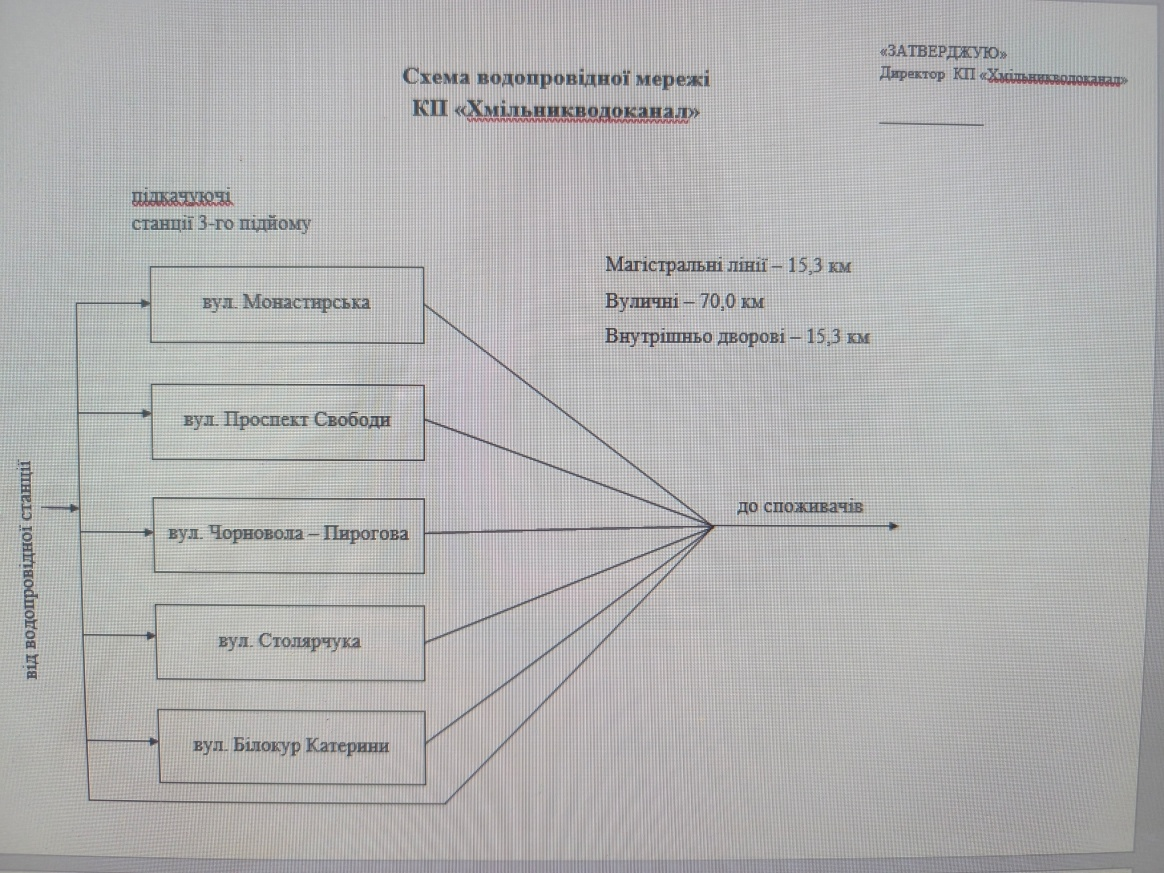 «ЗАТВЕРДЖУЮ»
Директор КП «Хмільникводоканал»
Схема водопровідної мережі
КП «Хмільникводоканал»
підкачуючі
станції 3-го підйому
Магістральні лінії – 15,3 км
Вуличні – 70,0 км
Внутрішньо дворові – 15,3 км
вул. Монастирська
вул. Проспект Свободи
вул. Чорновола – Пирогова
вул. Столярчука
вул. Білокур Катерини
від водопровідної станції
до споживачів